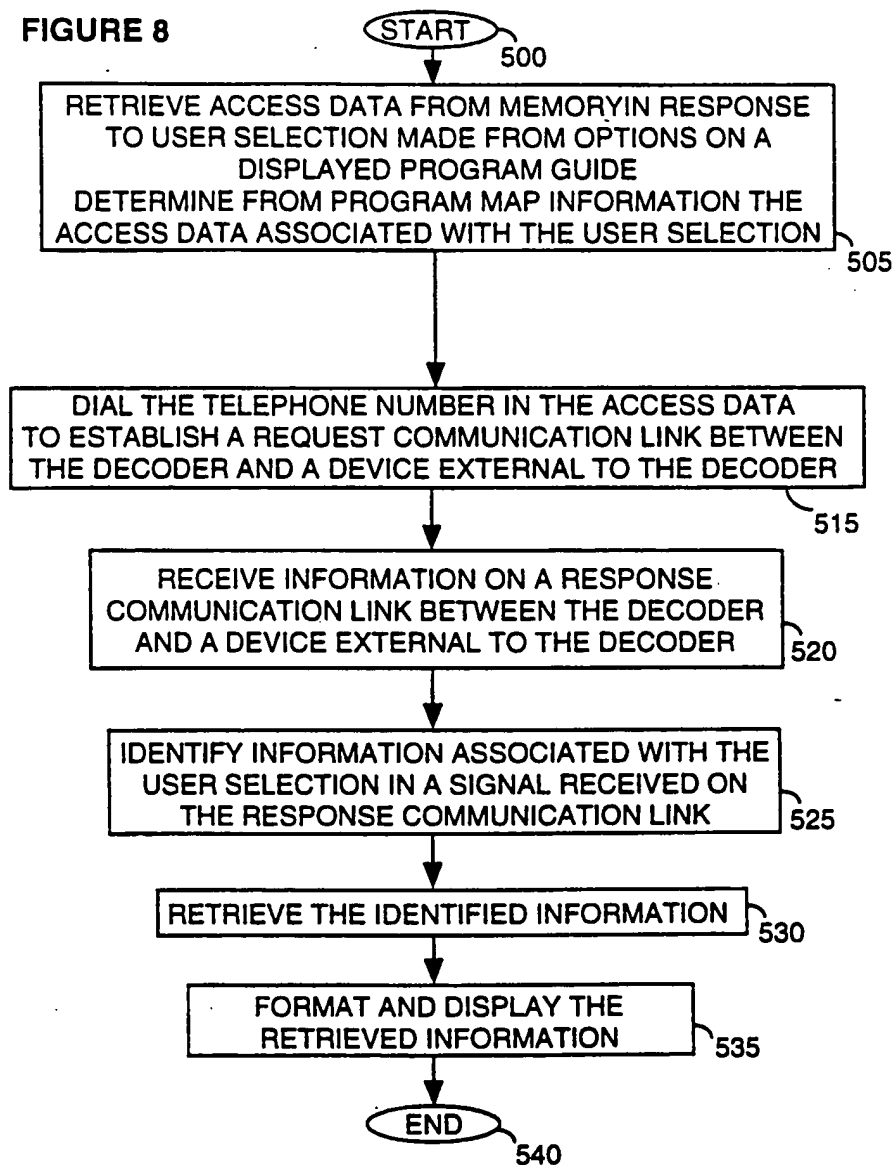 FIGURE 8
START
500
RETRIEVE ACCESS DATA FROM MEMORYIN RESPONSE
TO USER SELECTION MADE FROM OPTIONS ON A
DISPLAYED PROGRAM GUIDE
DETERMINE FROM PROGRAM MAP INFORMATION THE
ACCESS DATA ASSOCIATED WITH THE USER SELECTION
505
DIAL THE TELEPHONE NUMBER IN THE ACCESS DATA
TO ESTABLISH A REQUEST COMMUNICATION LINK BETWEEN
THE DECODER AND A DEVICE EXTERNAL TO THE DECODER
515
RECEIVE INFORMATION ON A RESPONSE
COMMUNICATION LINK BETWEEN THE DECODER
AND A DEVICE EXTERNAL TO THE DECODER
520
IDENTIFY INFORMATION ASSOCIATED WITH THE
USER SELECTION IN A SIGNAL RECEIVED ON
THE RESPONSE COMMUNICATION LINK
525
RETRIEVE THE IDENTIFIED INFORMATION
530
FORMAT AND DISPLAY THE
RETRIEVED INFORMATION
535
END
540